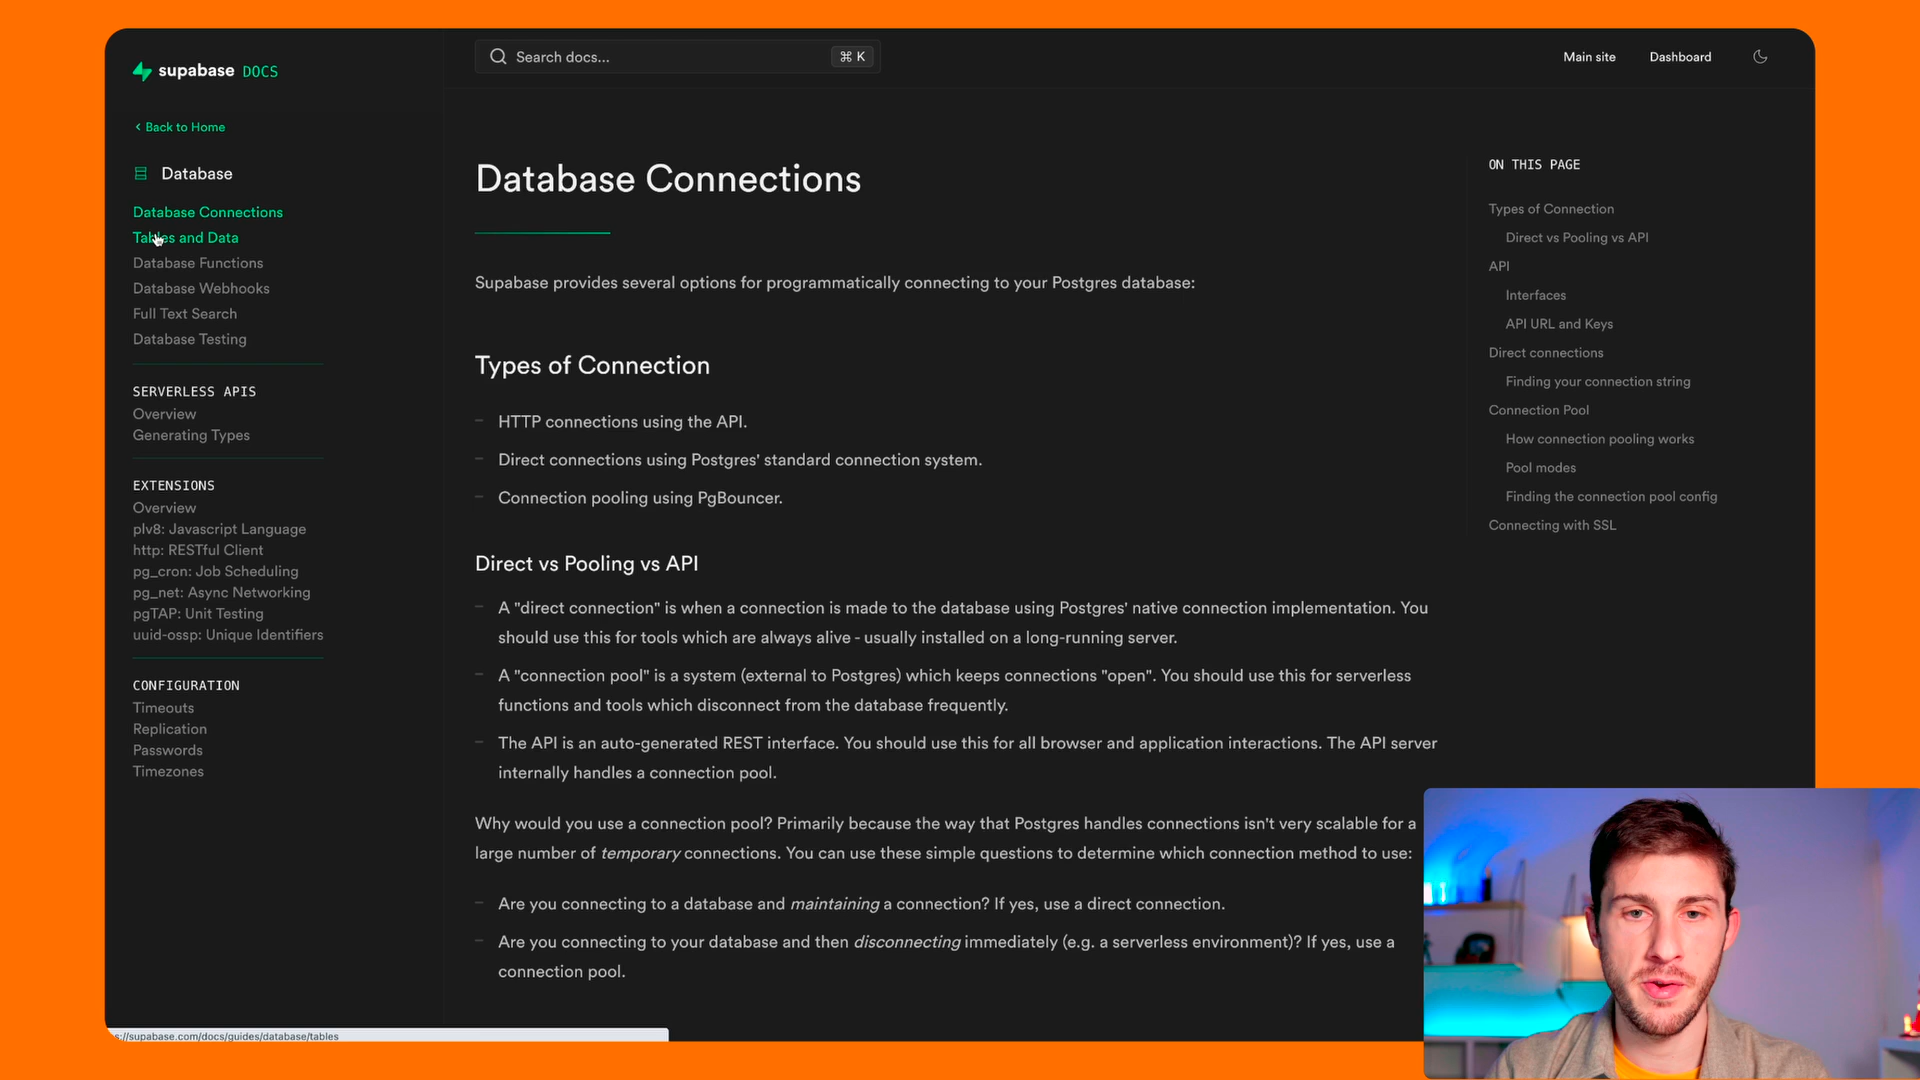 supabase DOCS
Search docs...
⌘ K
Main site
Dashboard
Back to Home
Database
Database Connections
Tables and Data
Database Functions
Database Webhooks
Full Text Search
Database Testing
SERVERLESS APIS
Overview
Generating Types
EXTENSIONS
Overview
plv8: Javascript Language
http: RESTful Client
pg_cron: Job Scheduling
pg_net: Async Networking
pgTAP: Unit Testing
uuid-ossp: Unique Identifiers
CONFIGURATION
Timeouts
Replication
Passwords
Timezones
Database Connections
Supabase provides several options for programmatically connecting to your Postgres database:
Types of Connection
HTTP connections using the API.
Direct connections using Postgres' standard connection system.
Connection pooling using PgBouncer.
Direct vs Pooling vs API
A "direct connection" is when a connection is made to the database using Postgres' native connection implementation. You
should use this for tools which are always alive - usually installed on a long-running server.
A "connection pool" is a system (external to Postgres) which keeps connections "open". You should use this for serverless
functions and tools which disconnect from the database frequently.
The API is an auto-generated REST interface. You should use this for all browser and application interactions. The API server
internally handles a connection pool.
Why would you use a connection pool? Primarily because the way that Postgres handles connections isn't very scalable for a
large number of temporary connections. You can use these simple questions to determine which connection method to use:
Are you connecting to a database and maintaining a connection? If yes, use a direct connection.
Are you connecting to your database and then disconnecting immediately (e.g. a serverless environment)? If yes, use a
connection pool.
ON THIS PAGE
Types of Connection
Direct vs Pooling vs API
API
Interfaces
API URL and Keys
Direct connections
Finding your connection string
Connection Pool
How connection pooling works
Pool modes
Finding the connection pool config
Connecting with SSL
s://supabase.com/docs/guides/database/tables